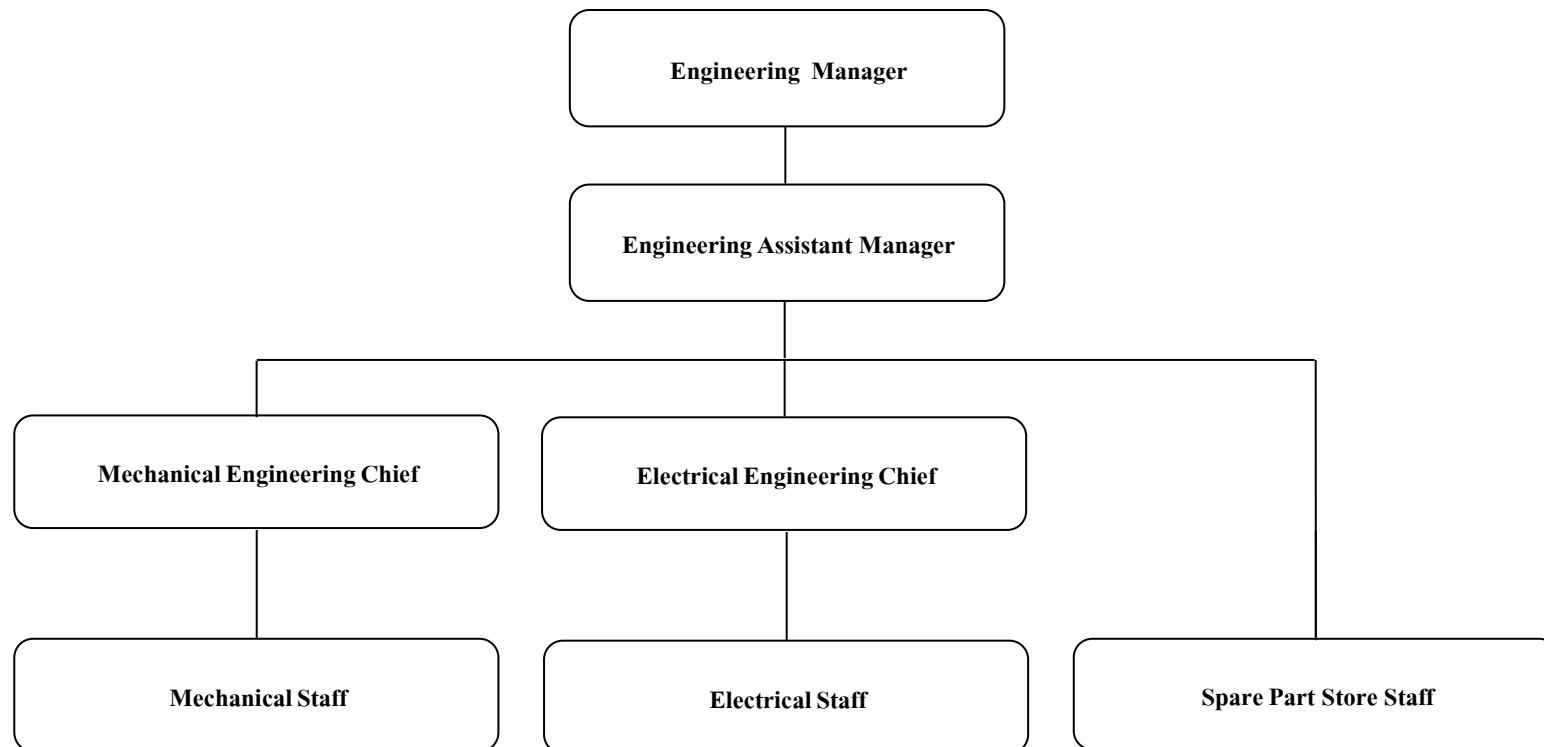 Engineering  Manager
Engineering Assistant Manager
Mechanical Engineering Chief
Electrical Engineering Chief
Mechanical Staff
Electrical Staff
Spare Part Store Staff